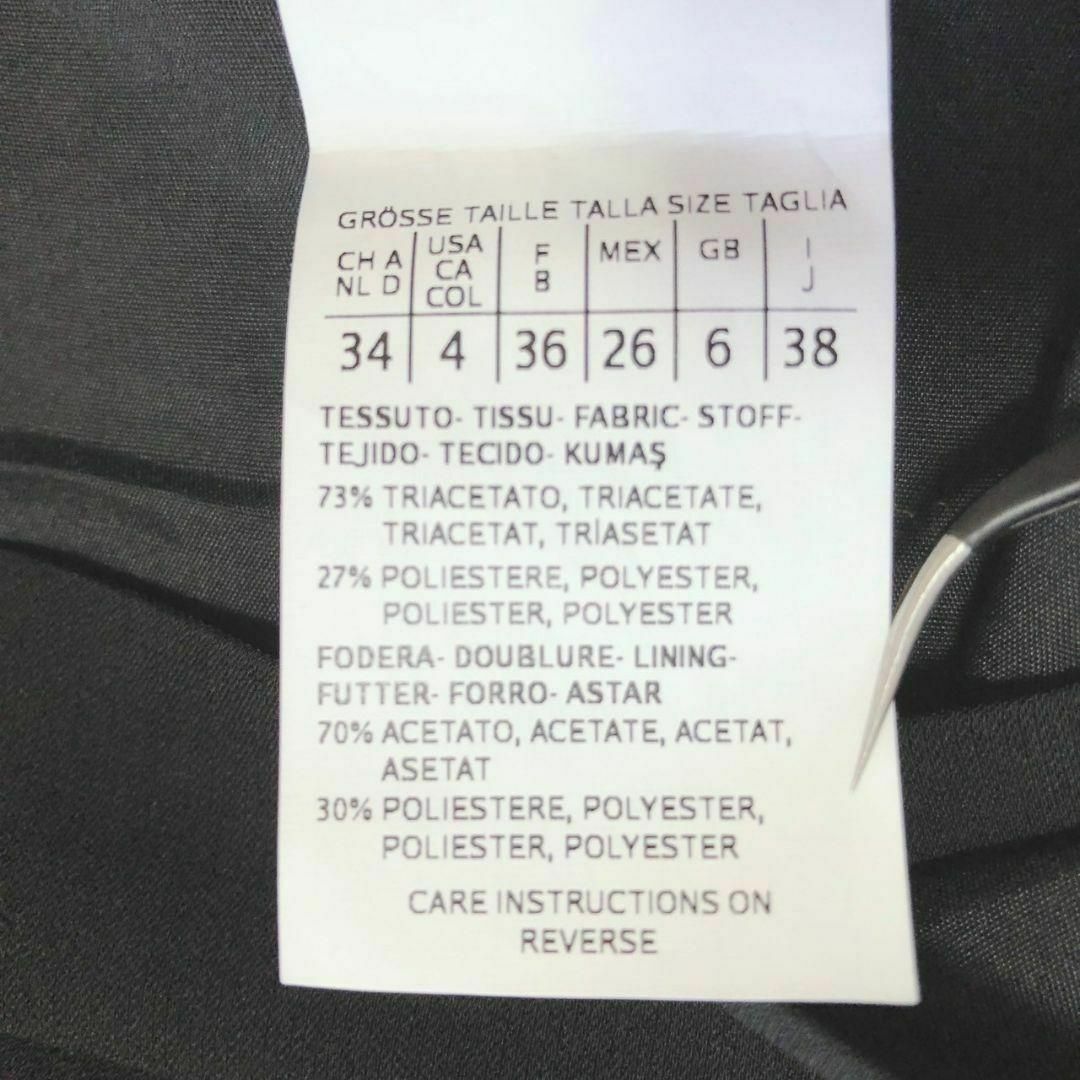 GRÖSSE TAILLE TALLA SIZE TAGLIA
CH A NL D | USA CA COL | F B | MEX | GB | I J
34 | 4 | 36 | 26 | 6 | 38
TESSUTO- TISSU- FABRIC- STOFF-
TEJIDO- TECIDO- KUMAŞ
73% TRIACETATO, TRIACETATE,
TRIACETAT, TRİASETAT
27% POLIESTERE, POLYESTER,
POLIESTER, POLYESTER
FODERA- DOUBLURE- LINING-
FUTTER- FORRO- ASTAR
70% ACETATO, ACETATE, ACETAT,
ASETAT
30% POLIESTERE, POLYESTER,
POLIESTER, POLYESTER
CARE INSTRUCTIONS ON
REVERSE